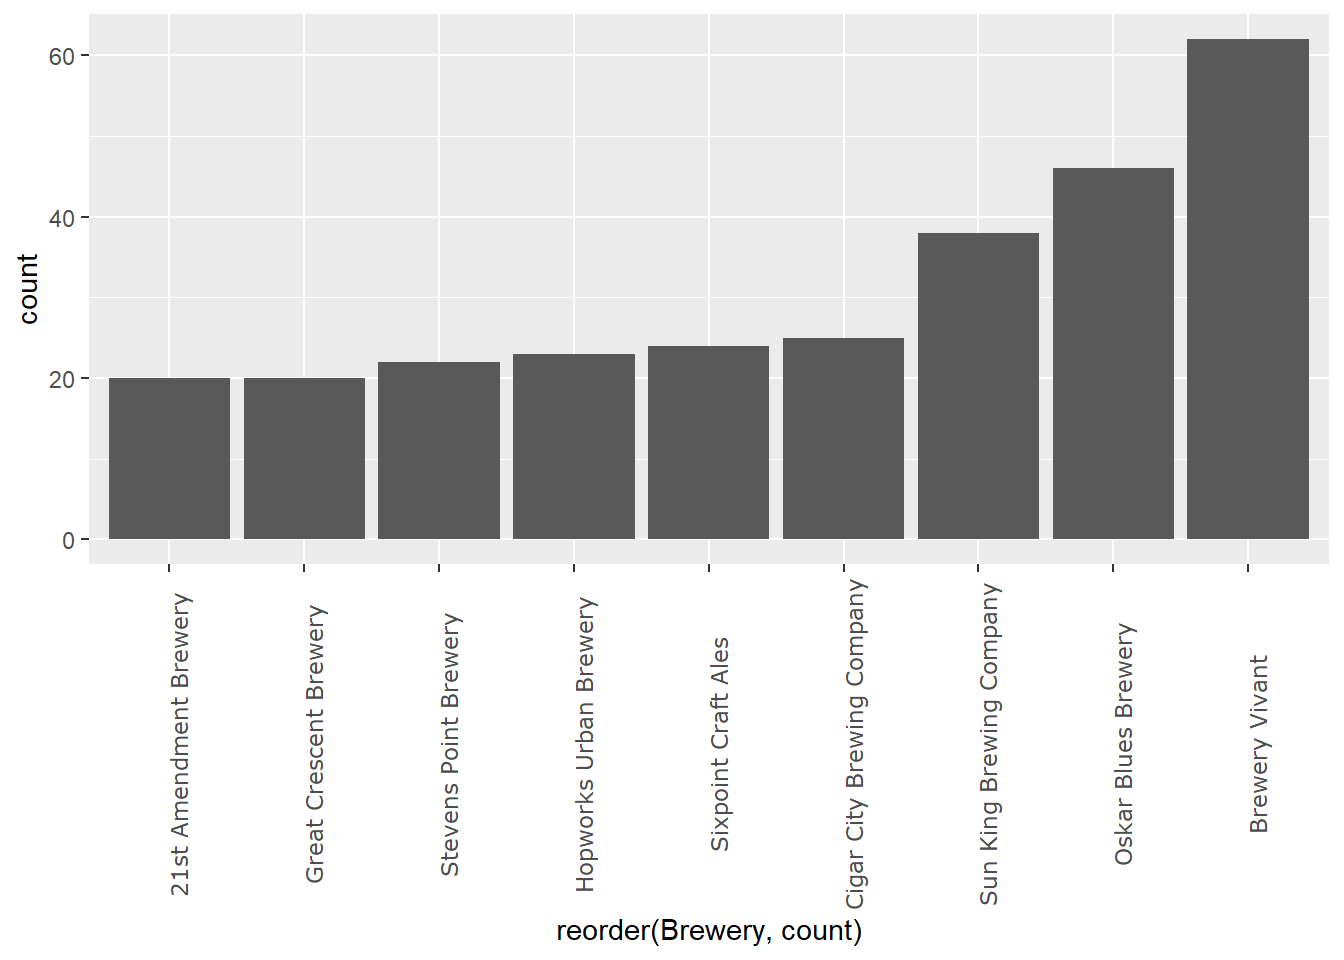 60
40
20
0
count
21st Amendment Brewery
Great Crescent Brewery
Stevens Point Brewery
Hopworks Urban Brewery
Sixpoint Craft Ales
Cigar City Brewing Company
Sun King Brewing Company
Oskar Blues Brewery
Brewery Vivant
reorder(Brewery, count)